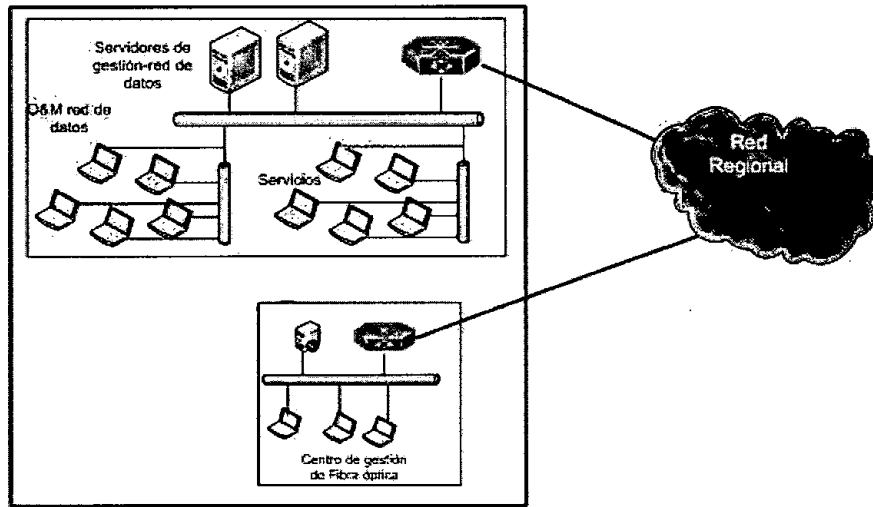 Servidores de
gestión-red de
datos
O&M red de
datos
Servicios
Red
Regional
Centro de gestión
de Fibra óptica